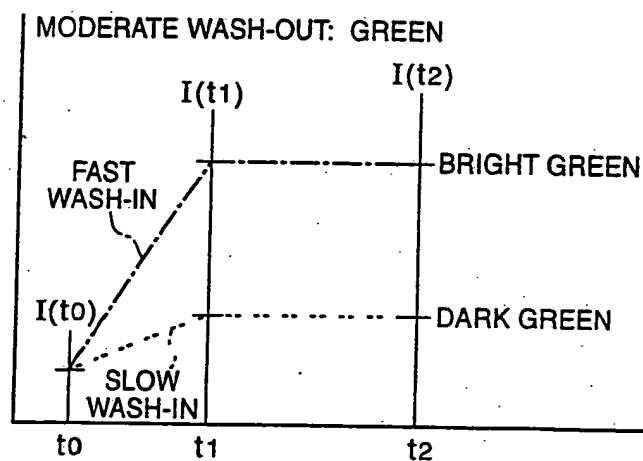 MODERATE WASH-OUT: GREEN
I(t1)
I(t2)
FAST
WASH-IN
BRIGHT GREEN
I(t0)
DARK GREEN
SLOW
WASH-IN
t0
t1
t2